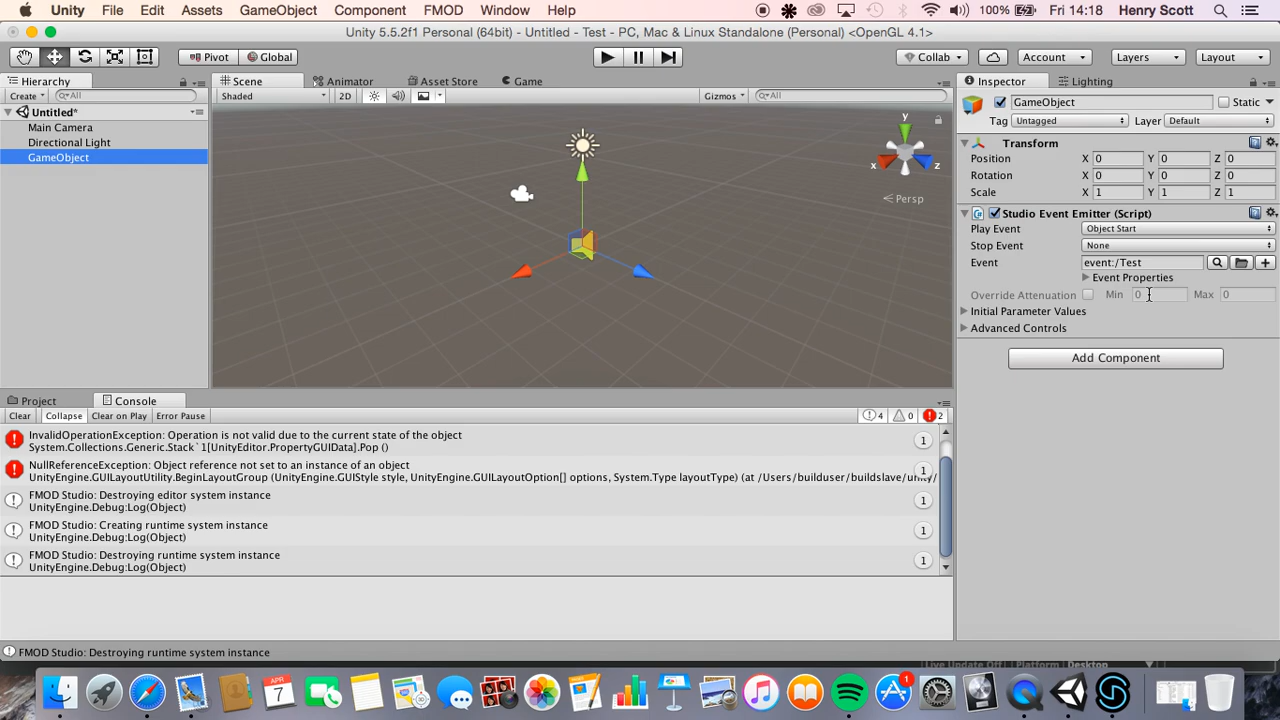 Unity File Edit Assets GameObject Component FMOD Window Help 100% Fri 14:18 Henry Scott
Unity 5.5.2f1 Personal (64bit) - Untitled - Test - PC, Mac & Linux Standalone (Personal) <OpenGL 4.1>
Pivot Global Collab Account Layers Layout
Hierarchy Scene Animator Asset Store Game Inspector Lighting
Create All Shaded 2D Gizmos All
GameObject Static
Untitled*
Main Camera
Directional Light
GameObject
Tag Untagged Layer Default
Transform
Position X 0 Y 0 Z 0
Rotation X 0 Y 0 Z 0
Scale X 1 Y 1 Z 1
y
x z
Persp
Studio Event Emitter (Script)
Play Event Object Start
Stop Event None
Event event:/Test
Event Properties
Override Attenuation Min 0 Max 0
Initial Parameter Values
Advanced Controls
Add Component
Project Console
Clear Collapse Clear on Play Error Pause 4 0 2
InvalidOperationException: Operation is not valid due to the current state of the object
System.Collections.Generic.Stack`1[UnityEditor.PropertyGUIData].Pop ()
1
NullReferenceException: Object reference not set to an instance of an object
UnityEngine.GUILayoutUtility.BeginLayoutGroup (UnityEngine.GUIStyle style, UnityEngine.GUILayoutOption[] options, System.Type layoutType) (at /Users/builduser/buildslave/unity/
1
FMOD Studio: Destroying editor system instance
UnityEngine.Debug:Log(Object)
1
FMOD Studio: Creating runtime system instance
UnityEngine.Debug:Log(Object)
1
FMOD Studio: Destroying runtime system instance
UnityEngine.Debug:Log(Object)
1
FMOD Studio: Destroying runtime system instance
Live Update Off Platform Desktop
APR
7
1